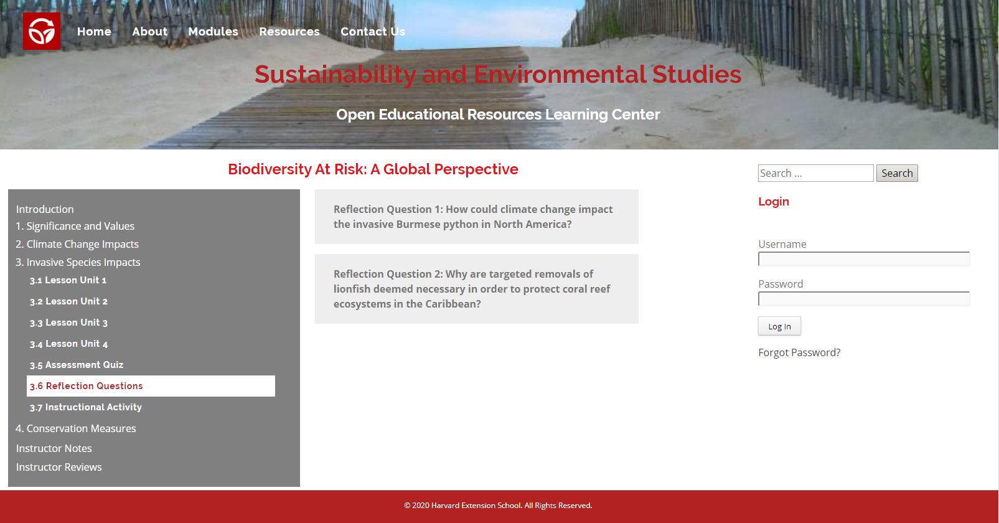 Home About Modules Resources Contact Us
Sustainability and Environmental Studies
Open Educational Resources Learning Center
Biodiversity At Risk: A Global Perspective
Introduction
1. Significance and Values
2. Climate Change Impacts
3. Invasive Species Impacts
3.1 Lesson Unit 1
3.2 Lesson Unit 2
3.3 Lesson Unit 3
3.4 Lesson Unit 4
3.5 Assessment Quiz
3.6 Reflection Questions
3.7 Instructional Activity
4. Conservation Measures
Instructor Notes
Instructor Reviews
Reflection Question 1: How could climate change impact
the invasive Burmese python in North America?
Reflection Question 2: Why are targeted removals of
lionfish deemed necessary in order to protect coral reef
ecosystems in the Caribbean?
Search ... Search
Login
Username
Password
Log In
Forgot Password?
© 2020 Harvard Extension School. All Rights Reserved.